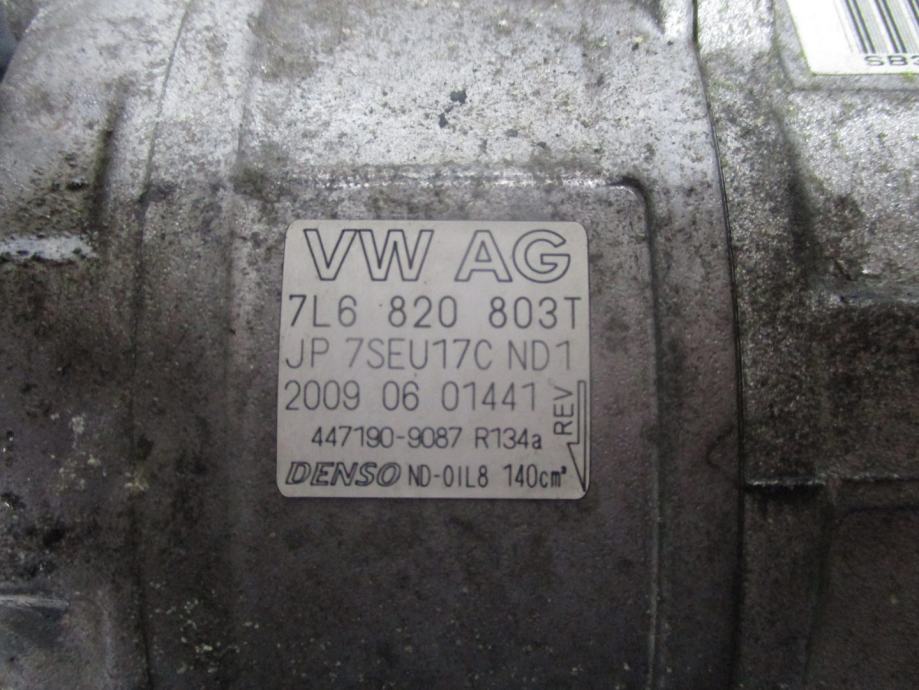 VW AG
7L6 820 803T
JP 7SEU17C ND1
2009 06 01441
REV
447190-9087 R134a
DENSO ND-OIL8 140cm³